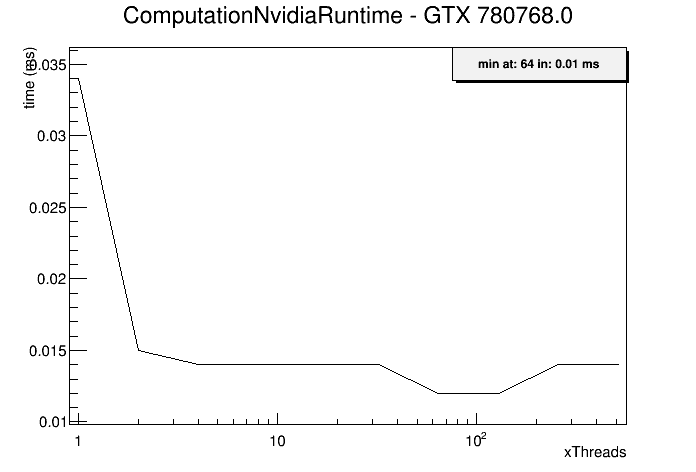 ComputationNvidiaRuntime - GTX 780768.0
min at: 64 in: 0.01 ms
time (ms)
0.035
0.03
0.025
0.02
0.015
0.01
1
10
10²
xThreads